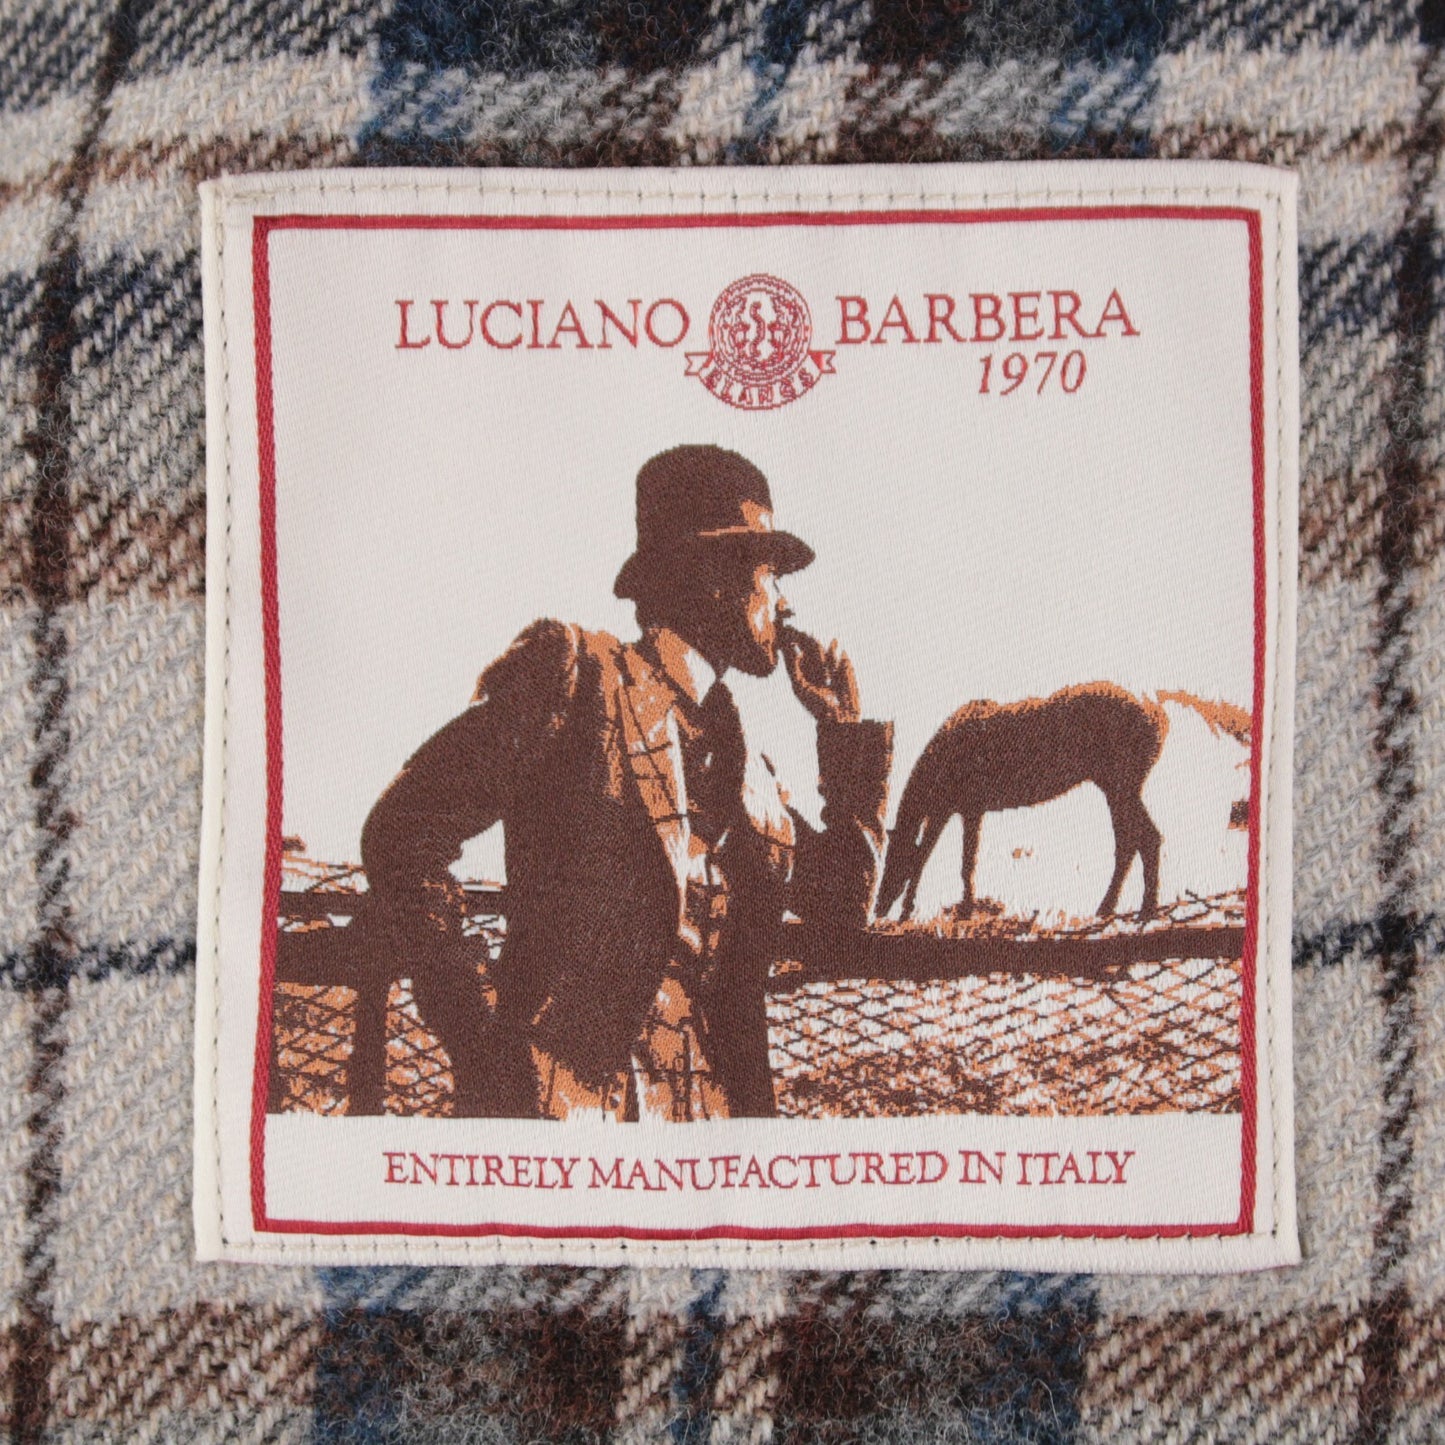 LUCIANO BARBERA
1970
ENTIRELY MANUFACTURED IN ITALY